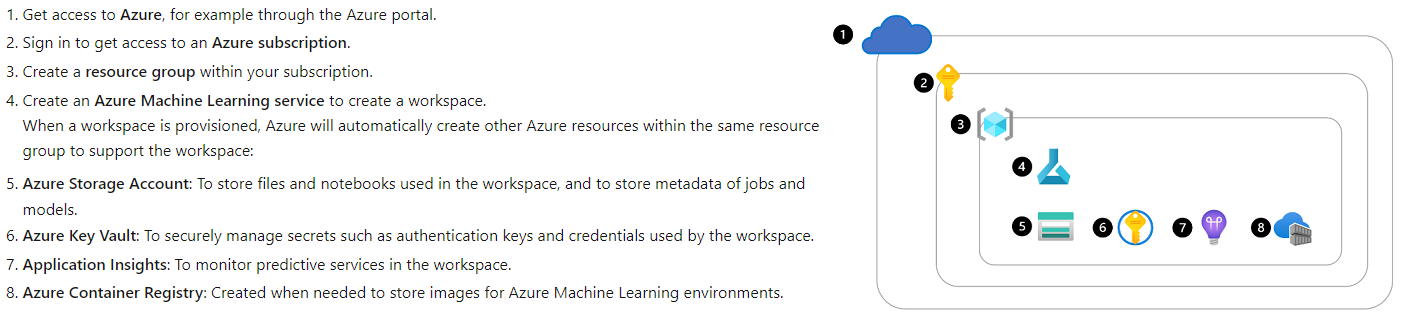 1. Get access to Azure, for example through the Azure portal.
2. Sign in to get access to an Azure subscription.
3. Create a resource group within your subscription.
4. Create an Azure Machine Learning service to create a workspace.
When a workspace is provisioned, Azure will automatically create other Azure resources within the same resource
group to support the workspace:
5. Azure Storage Account: To store files and notebooks used in the workspace, and to store metadata of jobs and
models.
6. Azure Key Vault: To securely manage secrets such as authentication keys and credentials used by the workspace.
7. Application Insights: To monitor predictive services in the workspace.
8. Azure Container Registry: Created when needed to store images for Azure Machine Learning environments.
1
2
3
4
5 6 7 8